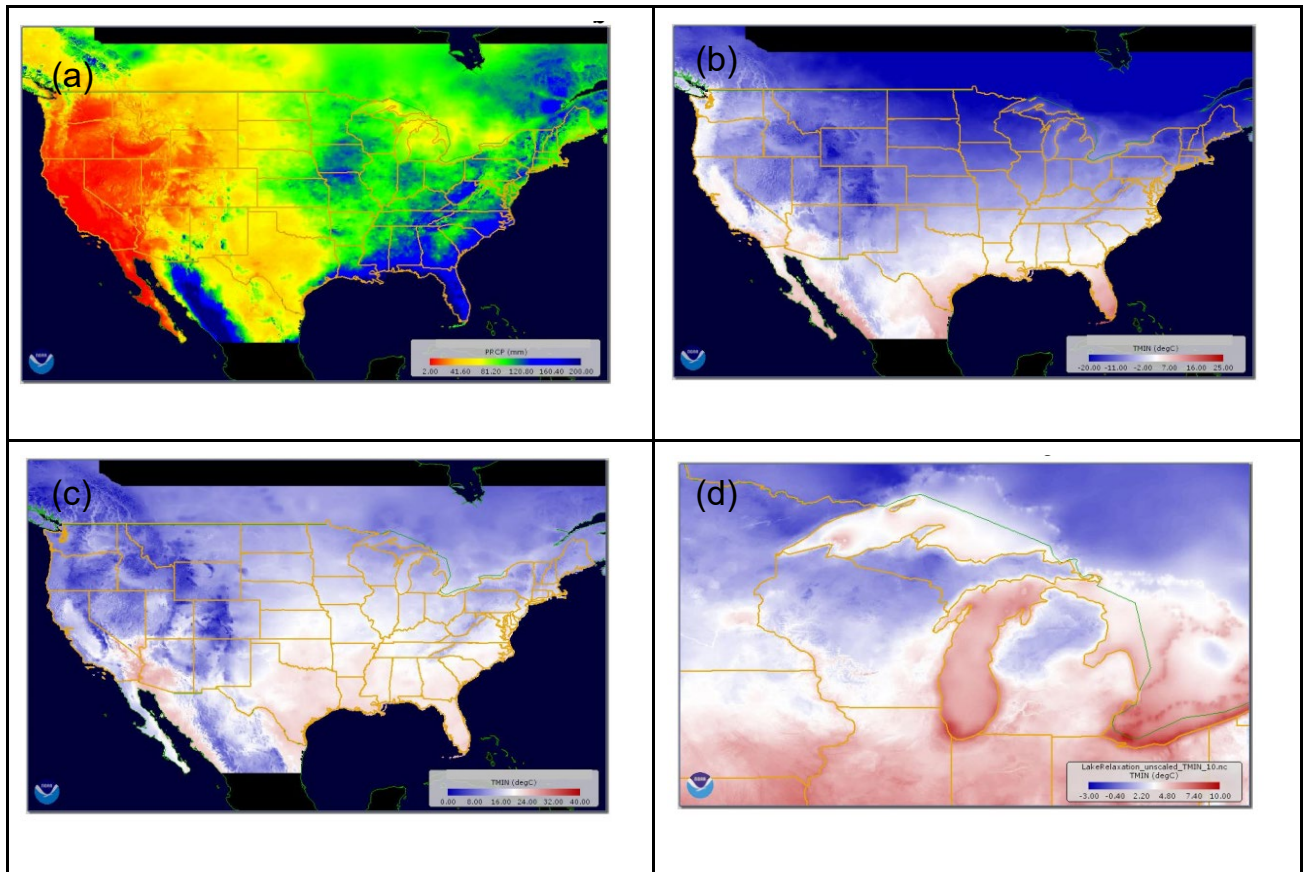 (a)
PRCP (mm)
2.00 41.60 81.20 120.80 160.40 200.00
(b)
TMIN (degC)
-20.00 -11.00 -2.00 7.00 16.00 25.00
(c)
TMIN (degC)
0.00 8.00 16.00 24.00 32.00 40.00
(d)
LakeRelaxation_unscaled_TMIN_10.nc
TMIN (degC)
-3.00 -0.40 2.20 4.80 7.40 10.00